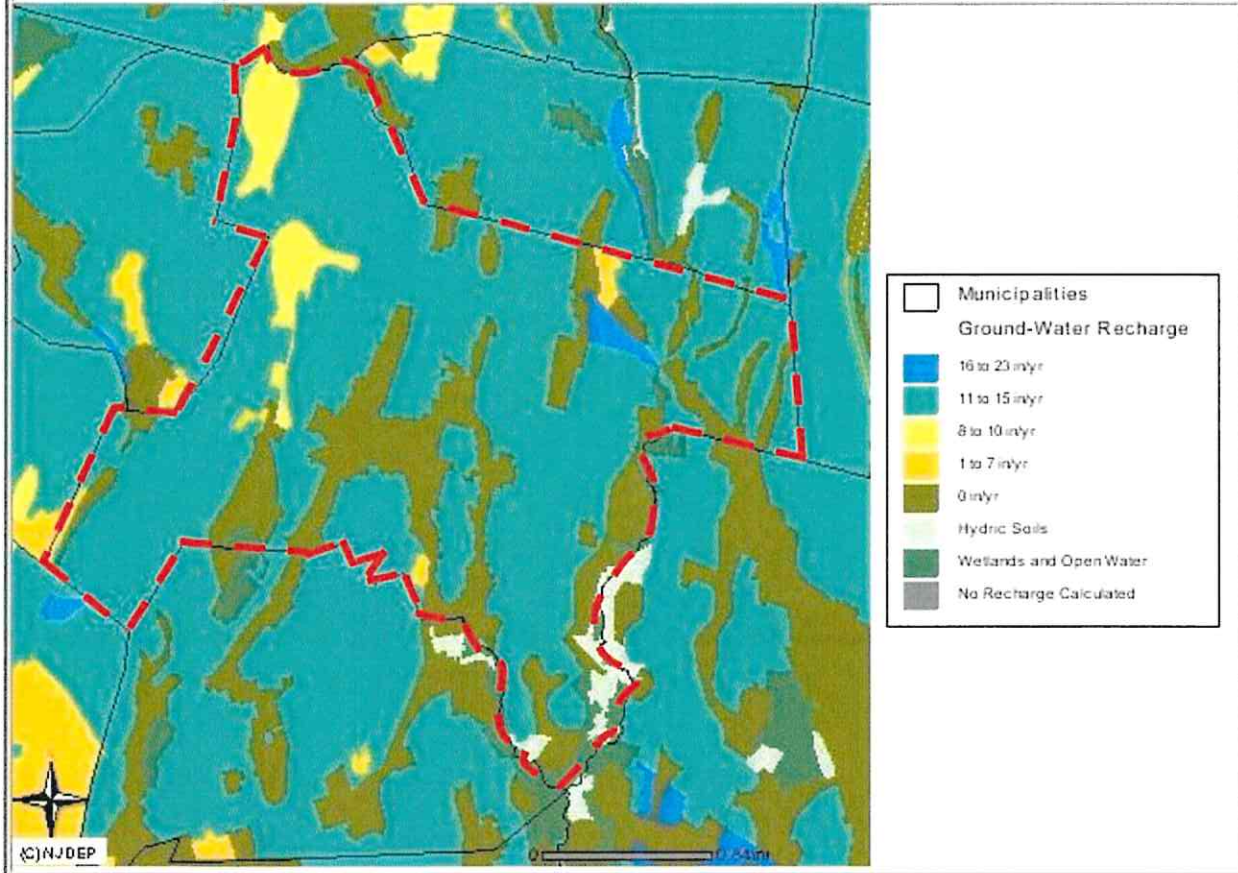 Municipalities
Ground-Water Recharge
16 to 23 in/yr
11 to 15 in/yr
8 to 10 in/yr
1 to 7 in/yr
0 in/yr
Hydric Soils
Wetlands and Open Water
No Recharge Calculated
(C)NJDEP
0 0.84mi